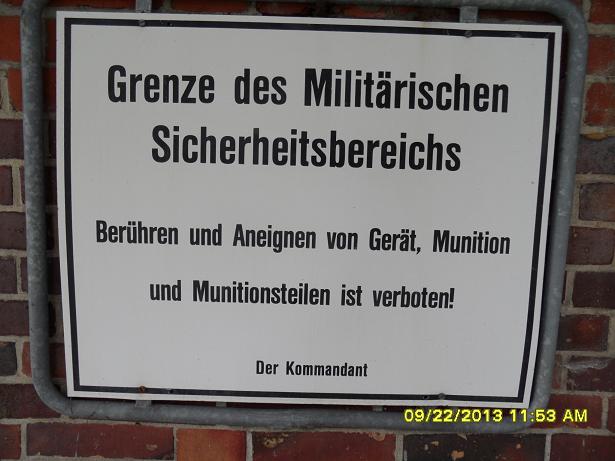 Grenze des Militärischen
Sicherheitsbereichs
Berühren und Aneignen von Gerät, Munition
und Munitionsteilen ist verboten!
Der Kommandant
09/22/2013 11:53 AM